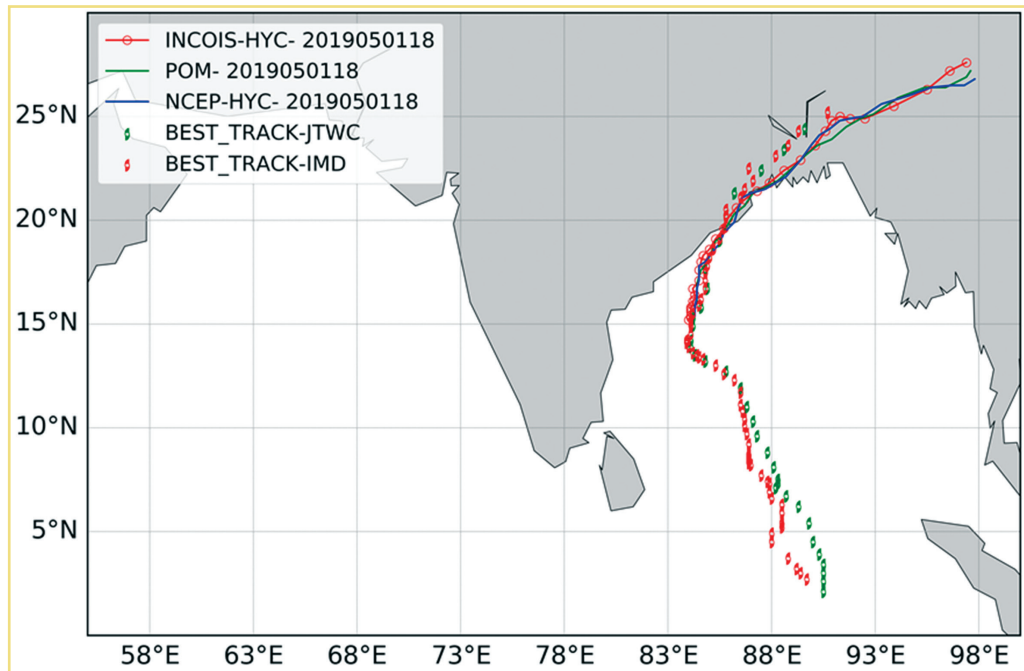 INCOIS-HYC- 2019050118
POM- 2019050118
NCEP-HYC- 2019050118
BEST_TRACK-JTWC
BEST_TRACK-IMD
25°N
20°N
15°N
10°N
5°N
58°E 63°E 68°E 73°E 78°E 83°E 88°E 93°E 98°E